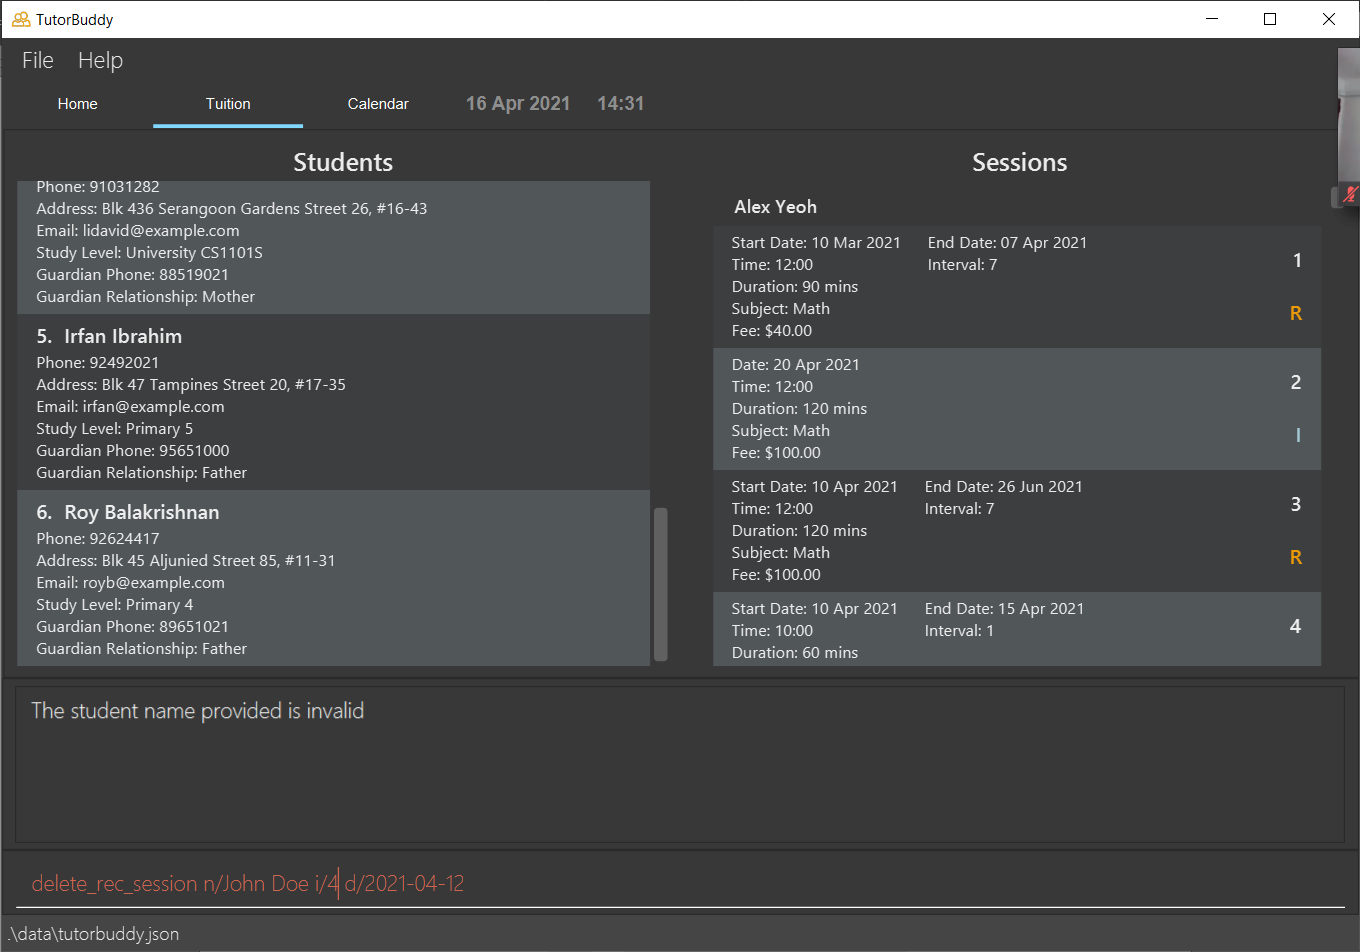 TutorBuddy
File Help
Home Tuition Calendar 16 Apr 2021 14:31
Students
Phone: 91031282
Address: Blk 436 Serangoon Gardens Street 26, #16-43
Email: lidavid@example.com
Study Level: University CS1101S
Guardian Phone: 88519021
Guardian Relationship: Mother
5. Irfan Ibrahim
Phone: 92492021
Address: Blk 47 Tampines Street 20, #17-35
Email: irfan@example.com
Study Level: Primary 5
Guardian Phone: 95651000
Guardian Relationship: Father
6. Roy Balakrishnan
Phone: 92624417
Address: Blk 45 Aljunied Street 85, #11-31
Email: royb@example.com
Study Level: Primary 4
Guardian Phone: 89651021
Guardian Relationship: Father
Sessions
Alex Yeoh
Start Date: 10 Mar 2021 End Date: 07 Apr 2021
Time: 12:00 Interval: 7
1
Duration: 90 mins
Subject: Math
R
Fee: $40.00
Date: 20 Apr 2021
Time: 12:00
2
Duration: 120 mins
Subject: Math
I
Fee: $100.00
Start Date: 10 Apr 2021 End Date: 26 Jun 2021
Time: 12:00 Interval: 7
3
Duration: 120 mins
Subject: Math
R
Fee: $100.00
Start Date: 10 Apr 2021 End Date: 15 Apr 2021
Time: 10:00 Interval: 1
4
Duration: 60 mins
The student name provided is invalid
delete_rec_session n/John Doe i/4 d/2021-04-12
.\data\tutorbuddy.json